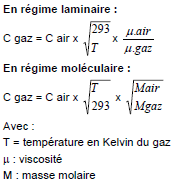 En régime laminaire :
C gaz = C air x √(293/T) x μ.air/μ.gaz
En régime moléculaire :
C gaz = C air x √(T/293) x √(Mair/Mgaz)
Avec :
T = température en Kelvin du gaz
μ : viscosité
M : masse molaire